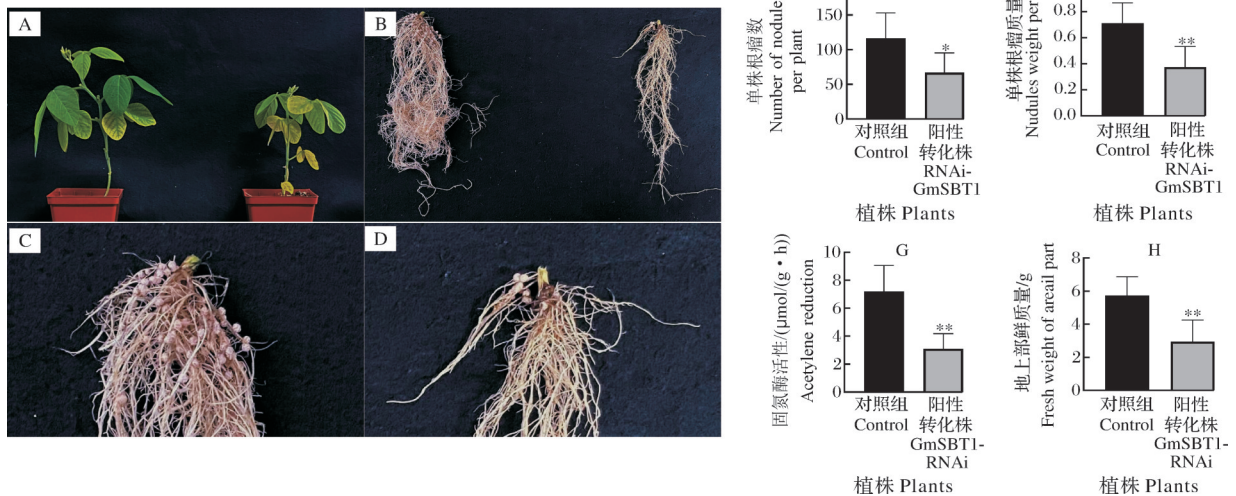 A
B
C
D
单株根瘤数
Number of nodule
per plant
150
100
50
0
*
对照组
Control
阳性
转化株
RNAi-
GmSBT1
植株 Plants
单株根瘤质量
Nudules weight per
0.8
0.6
0.4
0.2
0.0
**
对照组
Control
阳性
转化株
RNAi-
GmSBT1
植株 Plants
固氮酶活性/(μmol/(g·h))
Acetylene reduction
G
10
8
6
4
2
0
**
对照组
Control
阳性
转化株
GmSBT1-
RNAi
植株 Plants
地上部鲜质量/g
Fresh weight of arcail part
H
8
6
4
2
0
**
对照组
Control
阳性
转化株
GmSBT1-
RNAi
植株 Plants